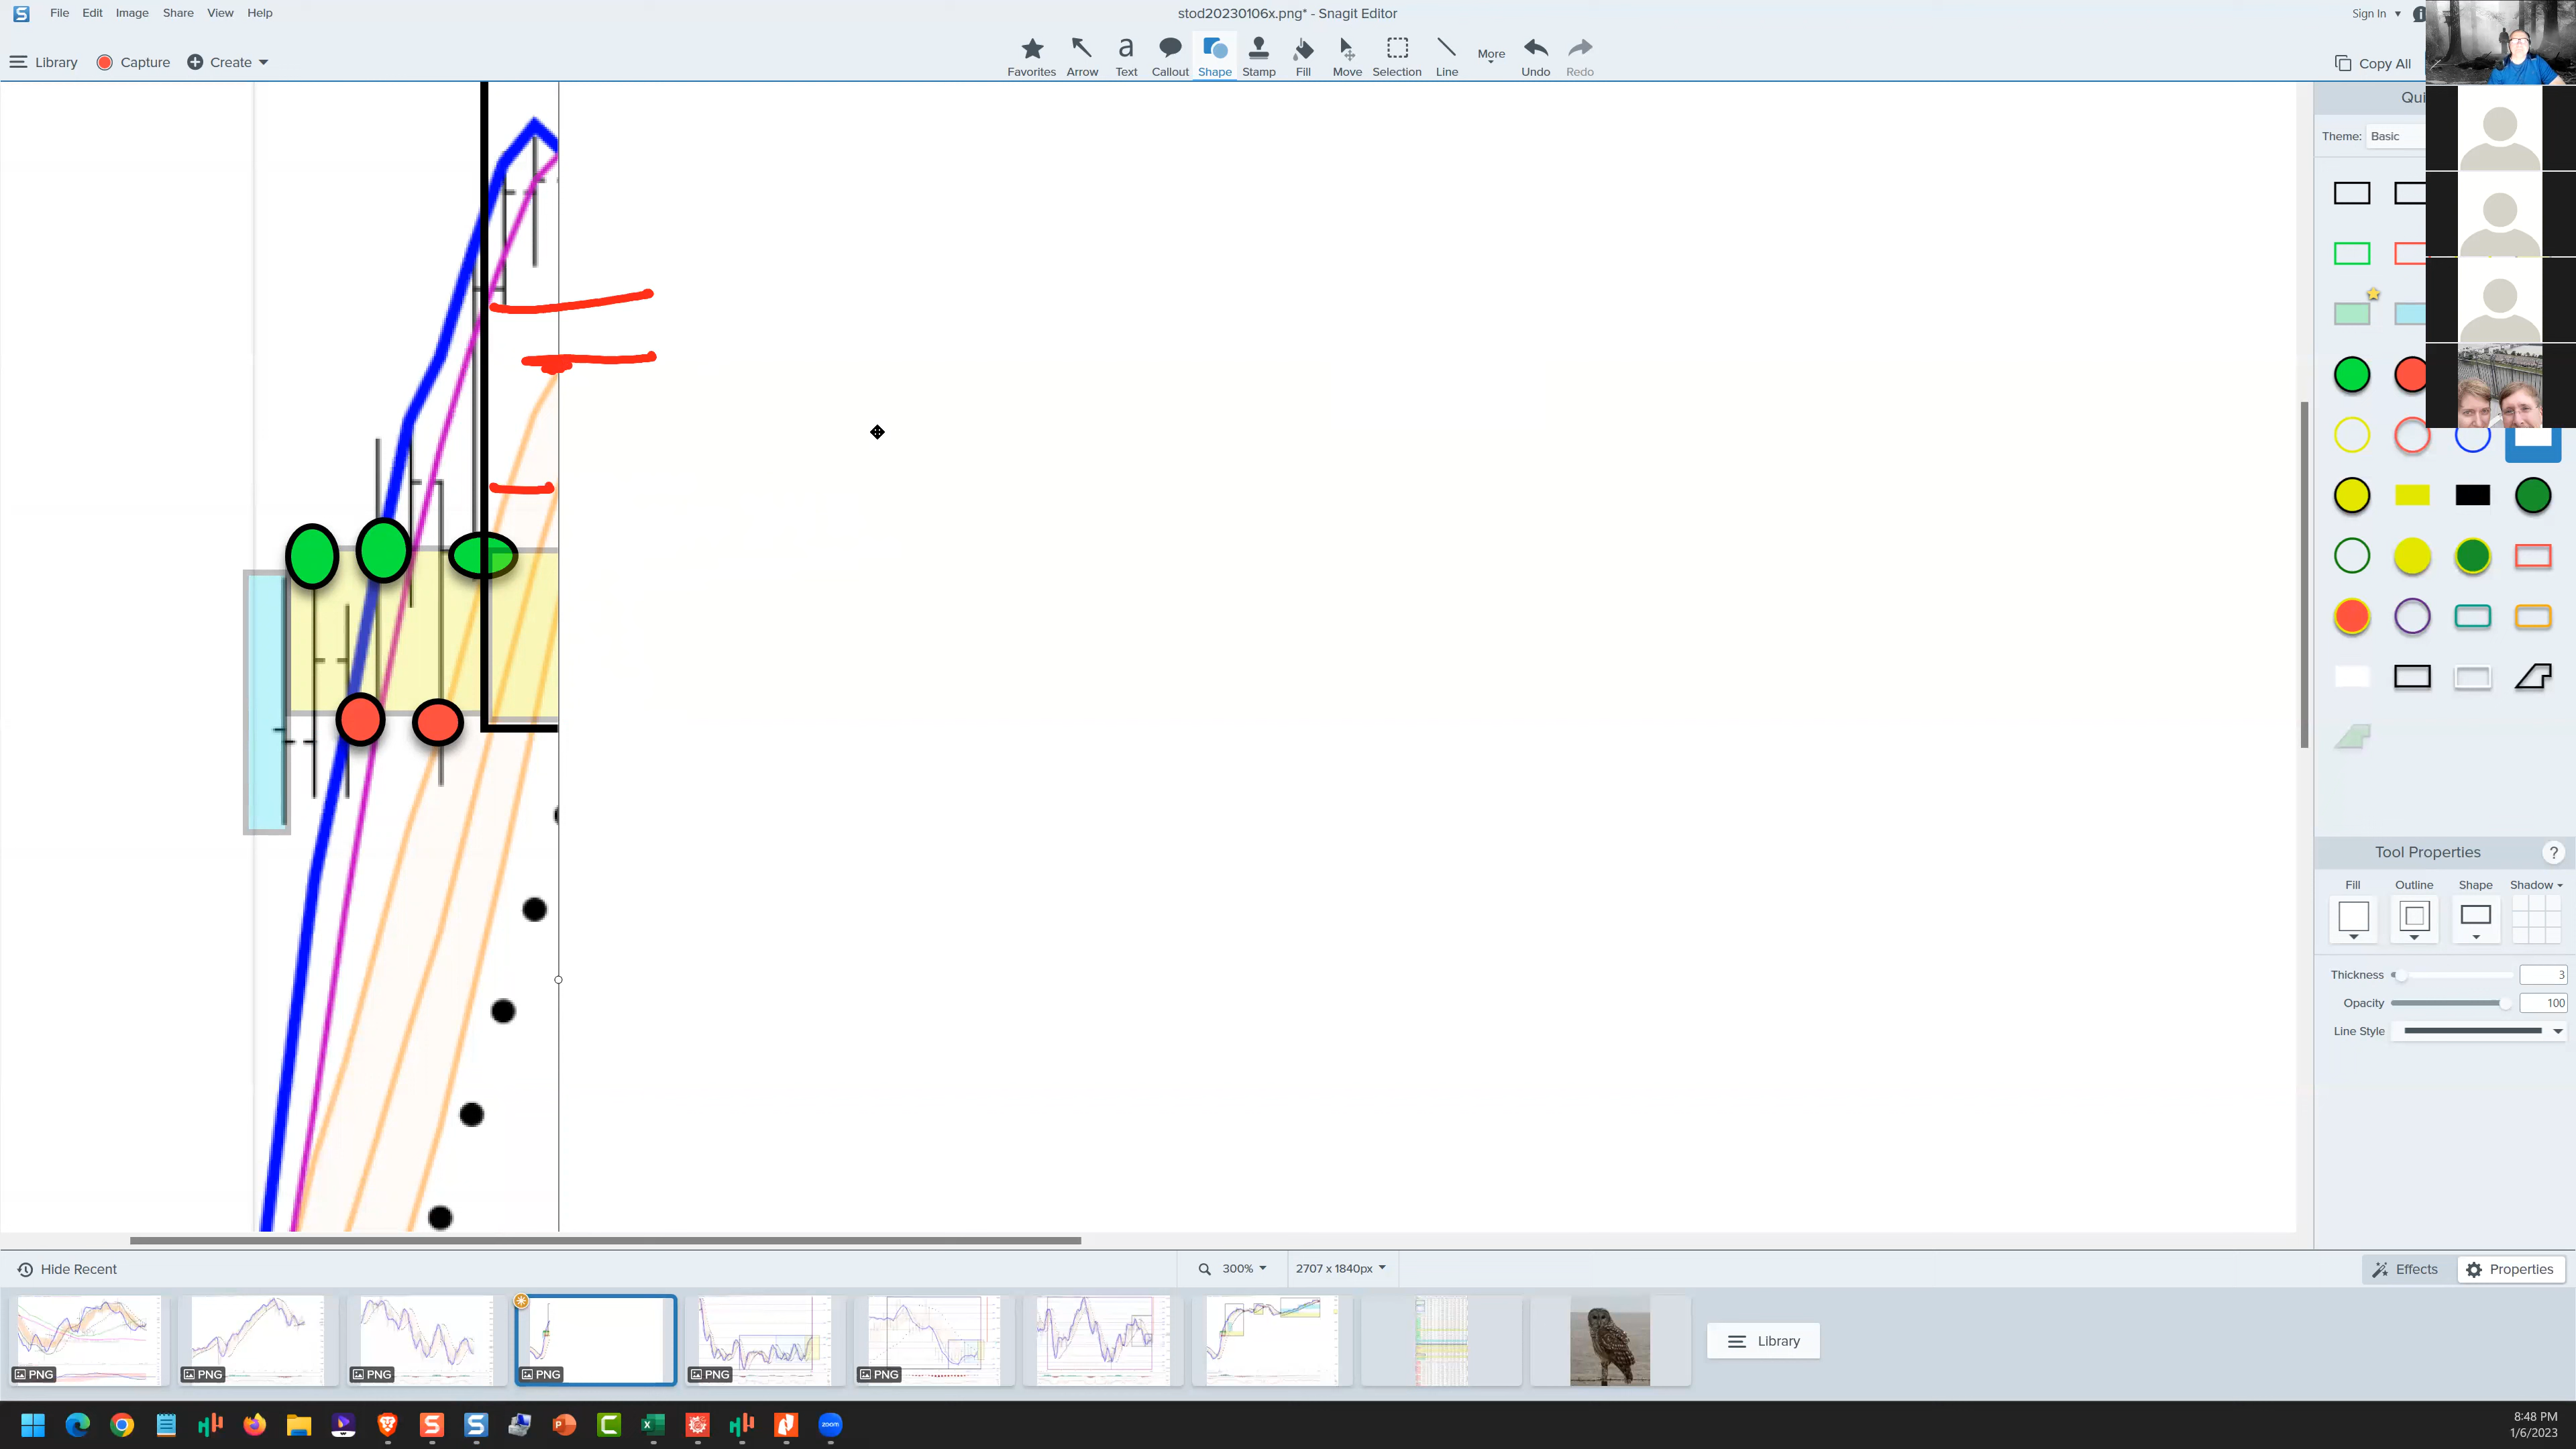 File Edit Image Share View Help
stod20230106x.png* - Snagit Editor
Sign In
Library Capture Create
Favorites Arrow Text Callout Shape Stamp Fill Move Selection Line More Undo Redo
Copy All
Qui
Theme: Basic
Tool Properties ?
Fill Outline Shape Shadow
Thickness 3
Opacity 100
Line Style
Hide Recent
300%
2707 x 1840px
Effects Properties
PNG PNG PNG PNG PNG PNG
Library
zoom
8:48 PM
1/6/2023